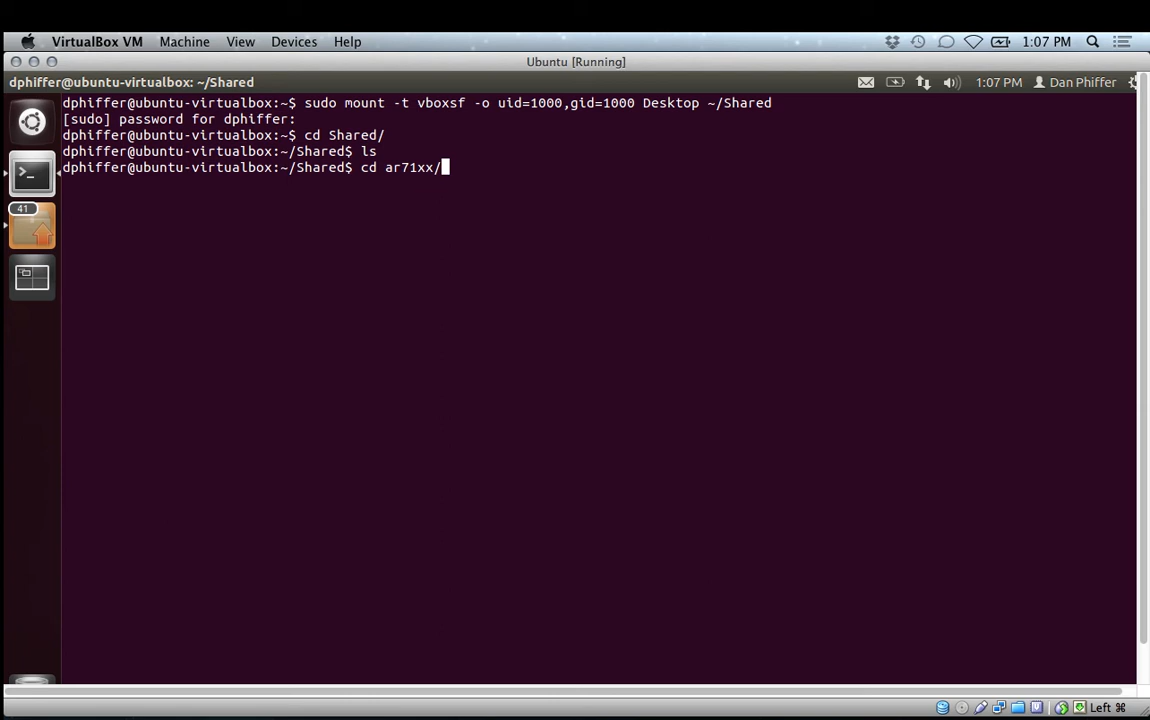 VirtualBox VM Machine View Devices Help 1:07 PM
Ubuntu [Running]
dphiffer@ubuntu-virtualbox: ~/Shared 1:07 PM Dan Phiffer
dphiffer@ubuntu-virtualbox:~$ sudo mount -t vboxsf -o uid=1000,gid=1000 Desktop ~/Shared
[sudo] password for dphiffer:
dphiffer@ubuntu-virtualbox:~$ cd Shared/
dphiffer@ubuntu-virtualbox:~/Shared$ ls
dphiffer@ubuntu-virtualbox:~/Shared$ cd ar71xx/
41
Left ⌘